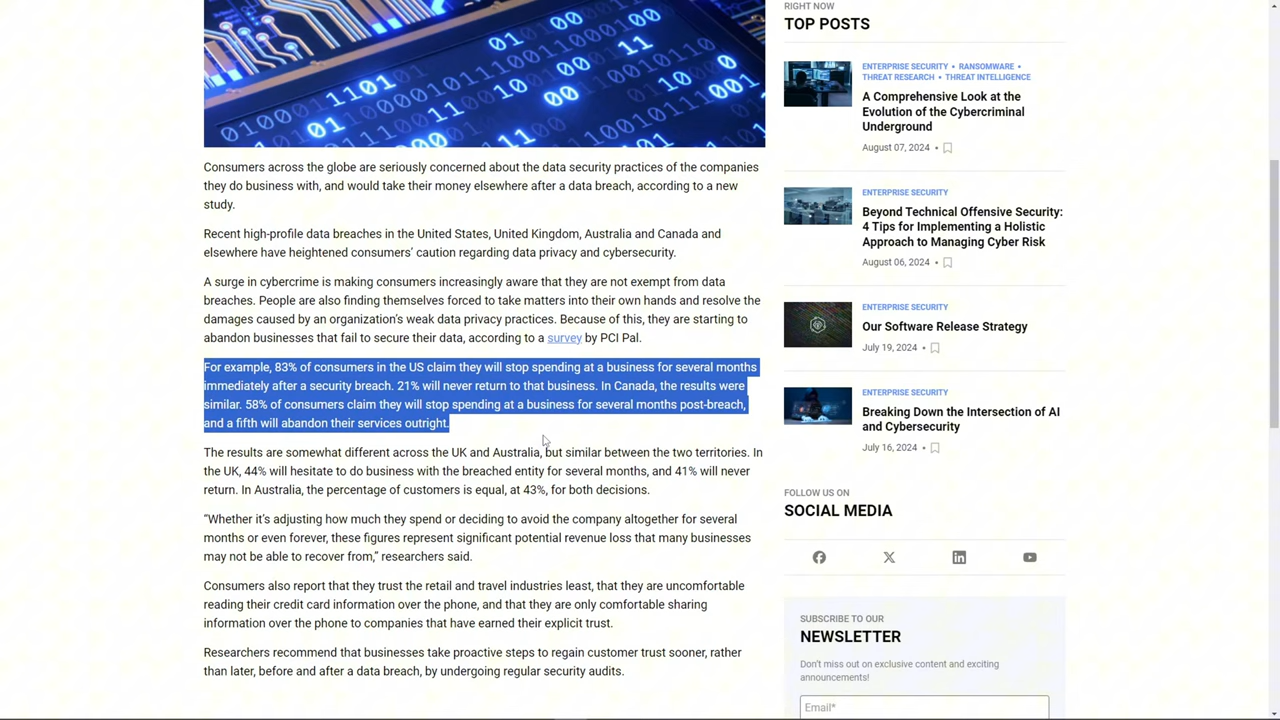 01 00
11
00
1101
10 0
01 11 00
01 10
Consumers across the globe are seriously concerned about the data security practices of the companies
they do business with, and would take their money elsewhere after a data breach, according to a new
study.
Recent high-profile data breaches in the United States, United Kingdom, Australia and Canada and
elsewhere have heightened consumers’ caution regarding data privacy and cybersecurity.
A surge in cybercrime is making consumers increasingly aware that they are not exempt from data
breaches. People are also finding themselves forced to take matters into their own hands and resolve the
damages caused by an organization’s weak data privacy practices. Because of this, they are starting to
abandon businesses that fail to secure their data, according to a survey by PCI Pal.
For example, 83% of consumers in the US claim they will stop spending at a business for several months
immediately after a security breach. 21% will never return to that business. In Canada, the results were
similar. 58% of consumers claim they will stop spending at a business for several months post-breach,
and a fifth will abandon their services outright.
The results are somewhat different across the UK and Australia, but similar between the two territories. In
the UK, 44% will hesitate to do business with the breached entity for several months, and 41% will never
return. In Australia, the percentage of customers is equal, at 43%, for both decisions.
“Whether it’s adjusting how much they spend or deciding to avoid the company altogether for several
months or even forever, these figures represent significant potential revenue loss that many businesses
may not be able to recover from,” researchers said.
Consumers also report that they trust the retail and travel industries least, that they are uncomfortable
reading their credit card information over the phone, and that they are only comfortable sharing
information over the phone to companies that have earned their explicit trust.
Researchers recommend that businesses take proactive steps to regain customer trust sooner, rather
than later, before and after a data breach, by undergoing regular security audits.
RIGHT NOW
TOP POSTS
ENTERPRISE SECURITY • RANSOMWARE •
THREAT RESEARCH • THREAT INTELLIGENCE
A Comprehensive Look at the
Evolution of the Cybercriminal
Underground
August 07, 2024 •
ENTERPRISE SECURITY
Beyond Technical Offensive Security:
4 Tips for Implementing a Holistic
Approach to Managing Cyber Risk
August 06, 2024 •
ENTERPRISE SECURITY
Our Software Release Strategy
July 19, 2024 •
ENTERPRISE SECURITY
Breaking Down the Intersection of AI
and Cybersecurity
July 16, 2024 •
FOLLOW US ON
SOCIAL MEDIA
SUBSCRIBE TO OUR
NEWSLETTER
Don’t miss out on exclusive content and exciting
announcements!
Email*